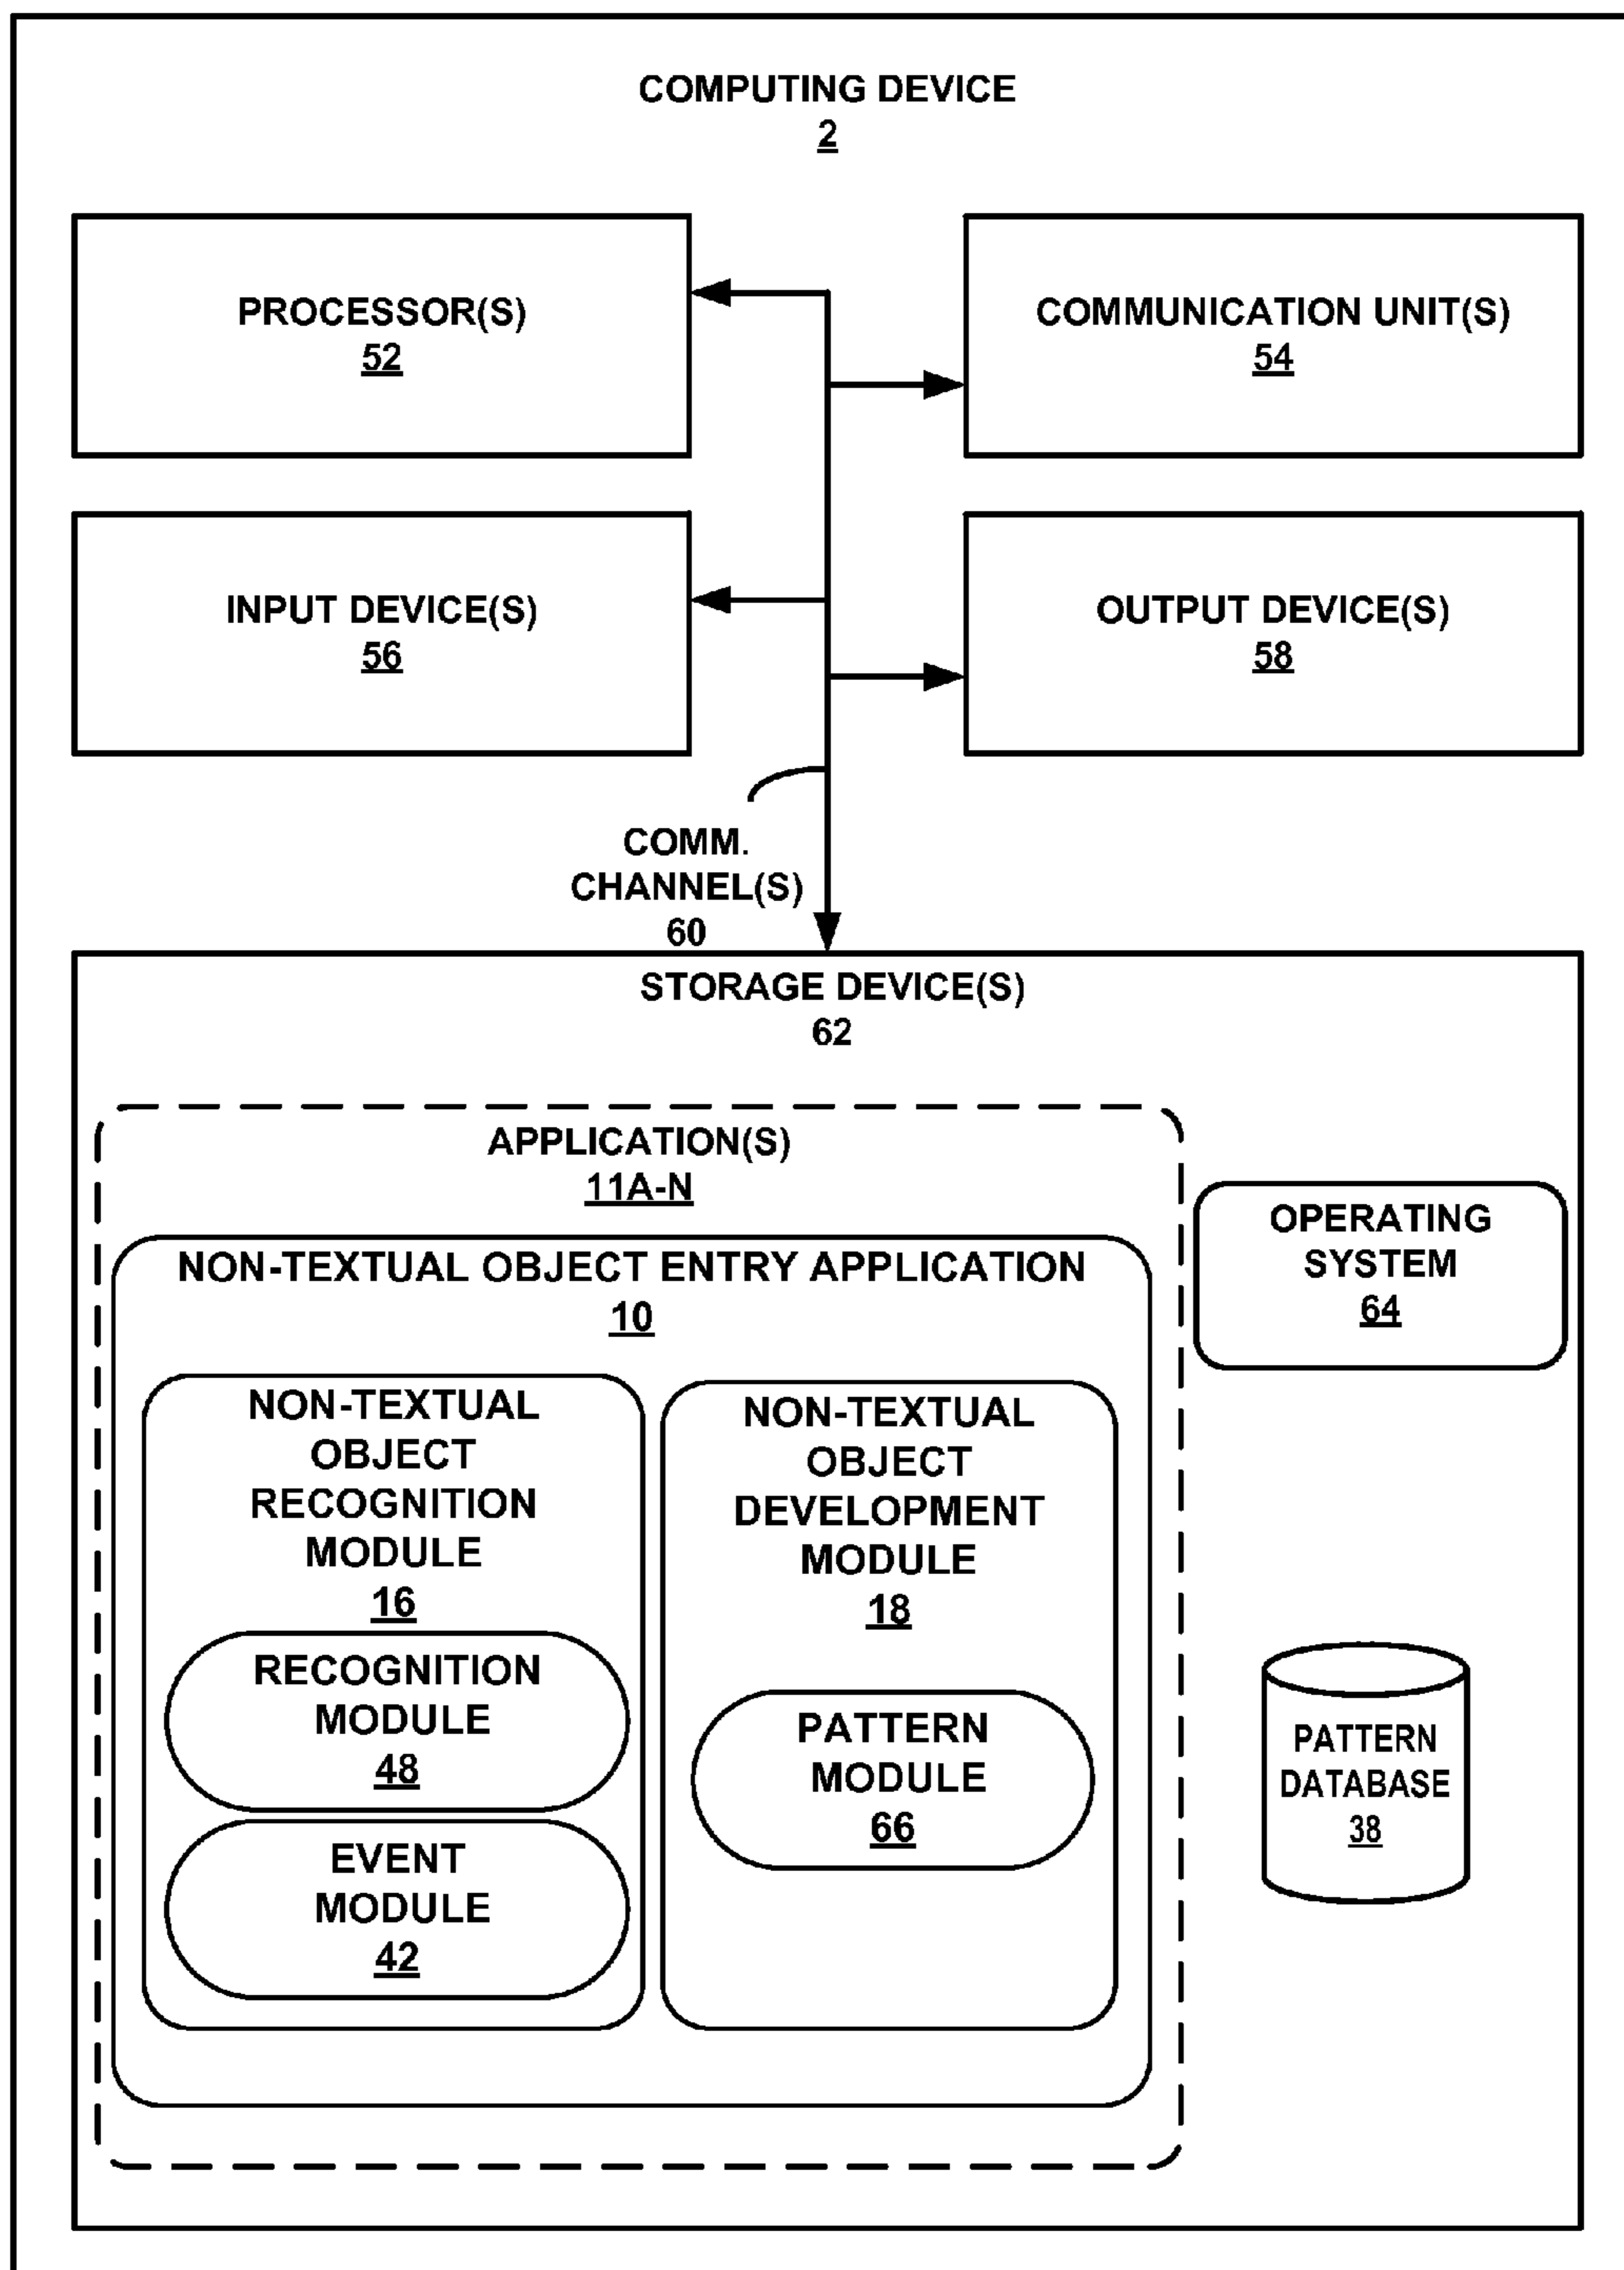 COMPUTING DEVICE
2
PROCESSOR(S)
52
COMMUNICATION UNIT(S)
54
INPUT DEVICE(S)
56
OUTPUT DEVICE(S)
58
COMM.
CHANNEL(S)
60
STORAGE DEVICE(S)
62
APPLICATION(S)
11A-N
NON-TEXTUAL OBJECT ENTRY APPLICATION
10
NON-TEXTUAL
OBJECT
RECOGNITION
MODULE
16
RECOGNITION
MODULE
48
EVENT
MODULE
42
NON-TEXTUAL
OBJECT
DEVELOPMENT
MODULE
18
PATTERN
MODULE
66
OPERATING
SYSTEM
64
PATTERN
DATABASE
38